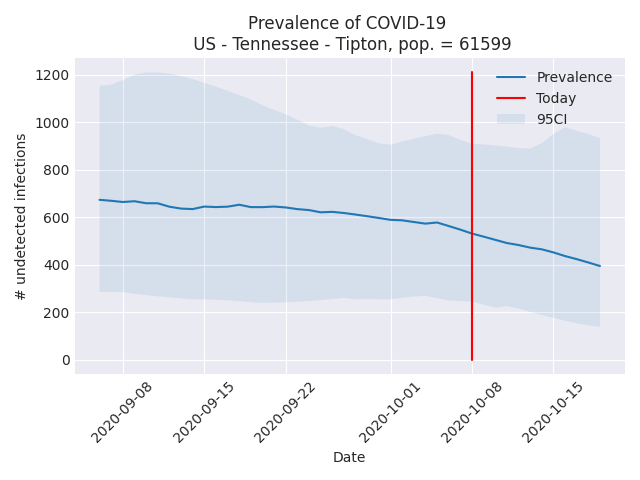 Prevalence of COVID-19
US - Tennessee - Tipton, pop. = 61599
Prevalence
Today
95CI
1200
1000
800
600
400
200
0
# undetected infections
2020-09-08
2020-09-15
2020-09-22
2020-10-01
2020-10-08
2020-10-15
Date